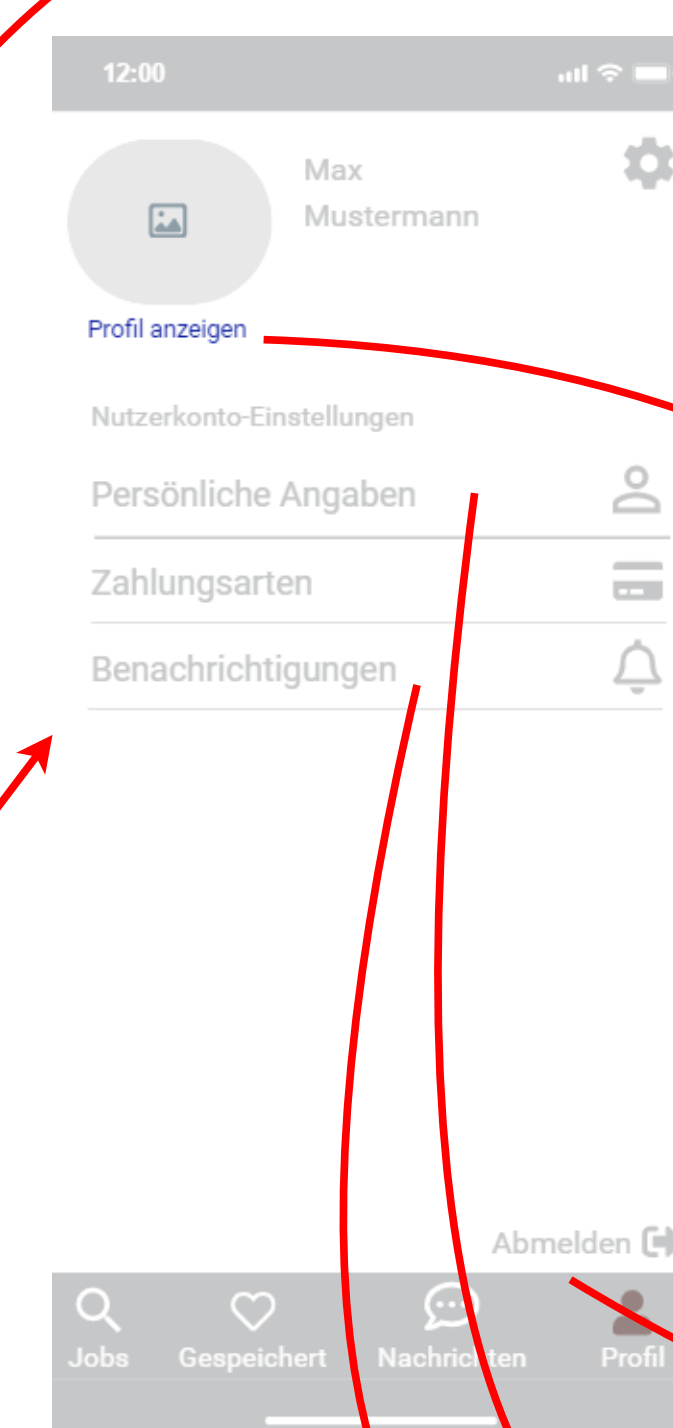 12:00
Max
Mustermann
Profil anzeigen
Nutzerkonto-Einstellungen
Persönliche Angaben
Zahlungsarten
Benachrichtigungen
Abmelden
Jobs Gespeichert Nachrichten Profil